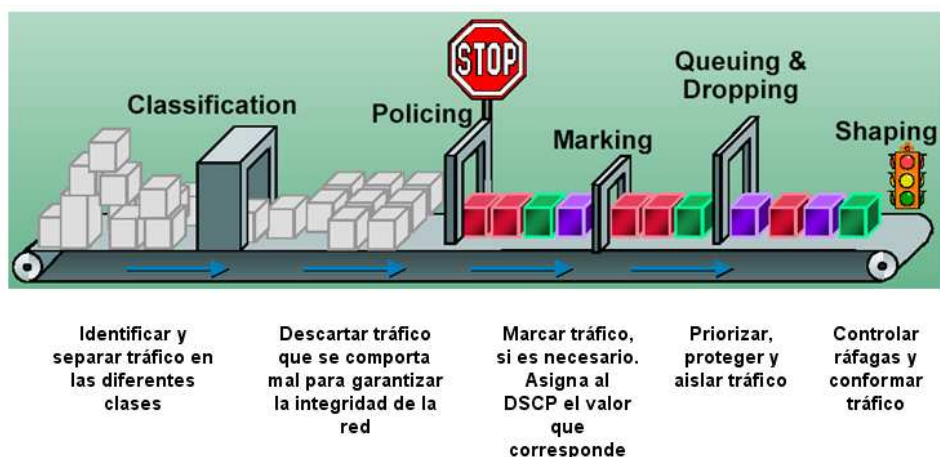 STOP
Classification
Policing
Marking
Queuing &
Dropping
Shaping
Identificar y
separar tráfico en
las diferentes
clases
Descartar tráfico
que se comporta
mal para garantizar
la integridad de la
red
Marcar tráfico,
si es necesario.
Asigna al
DSCP el valor
que
corresponde
Priorizar,
proteger y
aislar tráfico
Controlar
ráfagas y
conformar
tráfico